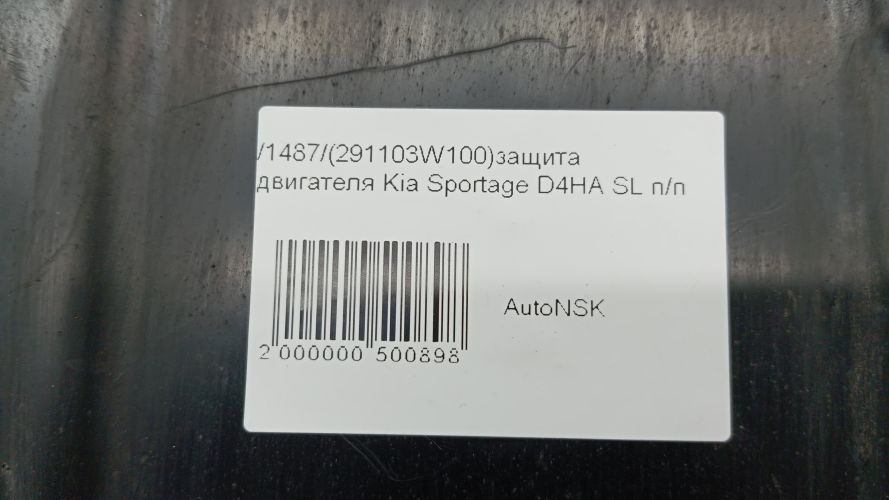 /1487/(291103W100)защита
двигателя Kia Sportage D4HA SL п/п
AutoNSK
2 000000 500898